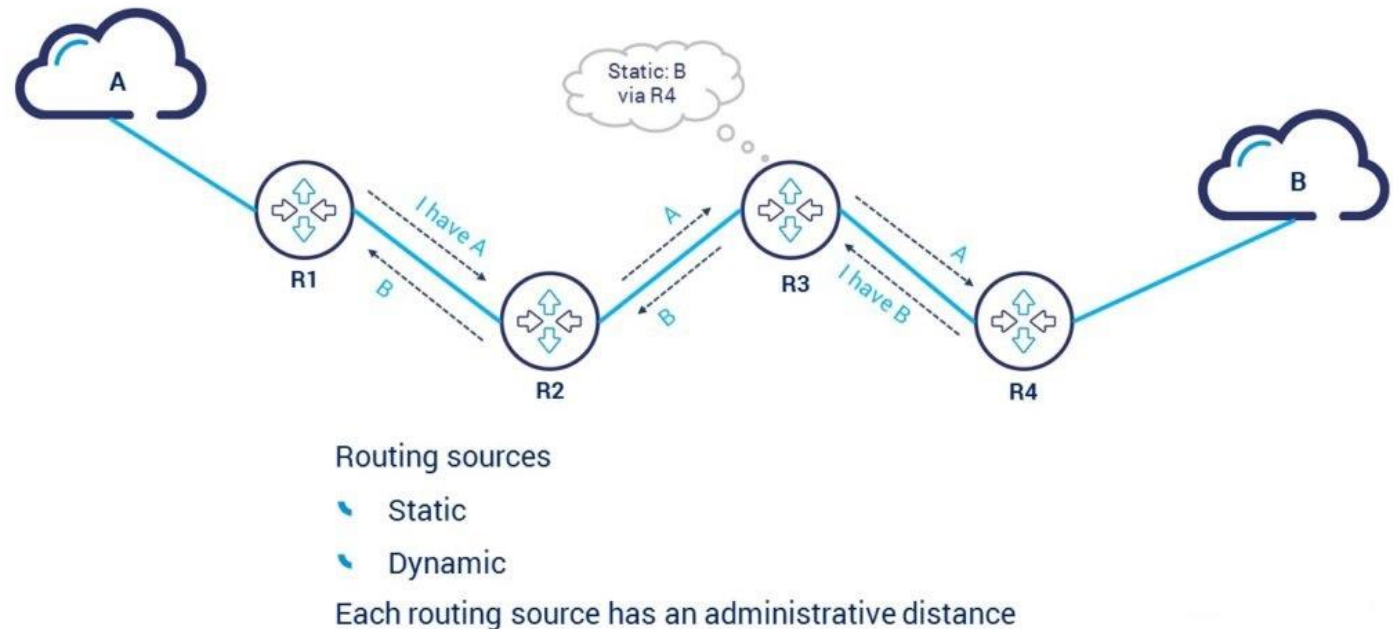 A
Static: B
via R4
B
I have A
B
R1
A
B
R2
R3
A
I have B
R4
Routing sources
Static
Dynamic
Each routing source has an administrative distance